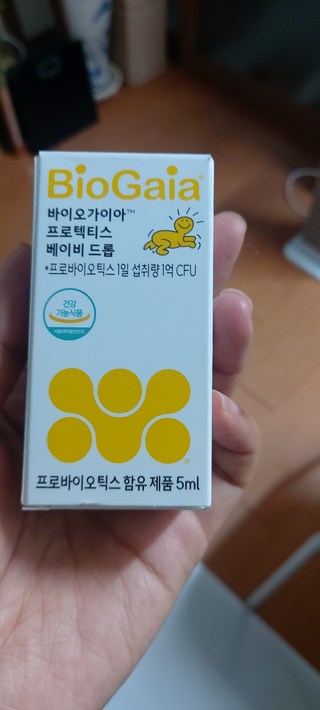 BioGaia
바이오가이아™
프로텍티스
베이비 드롭
*프로바이오틱스 1일 섭취량 1억 CFU
건강
기능식품
프로바이오틱스 함유 제품 5ml